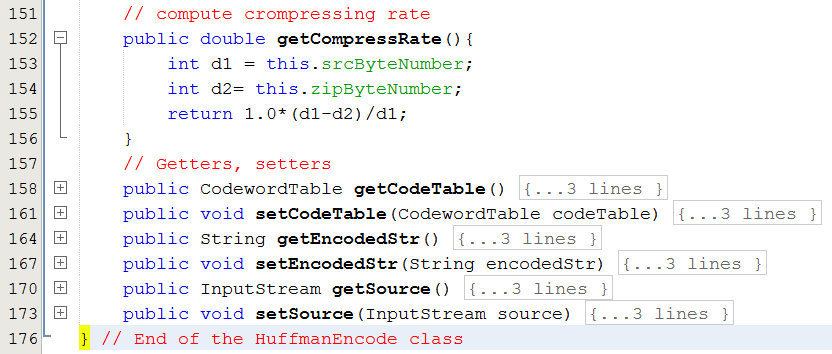 151 // compute crompressing rate
152 public double getCompressRate(){
153 int d1 = this.srcByteNumber;
154 int d2= this.zipByteNumber;
155 return 1.0*(d1-d2)/d1;
156 }
157 // Getters, setters
158 public CodewordTable getCodeTable() {...3 lines }
161 public void setCodeTable(CodewordTable codeTable) {...3 lines }
164 public String getEncodedStr() {...3 lines }
167 public void setEncodedStr(String encodedStr) {...3 lines }
170 public InputStream getSource() {...3 lines }
173 public void setSource(InputStream source) {...3 lines }
176 } // End of the HuffmanEncode class